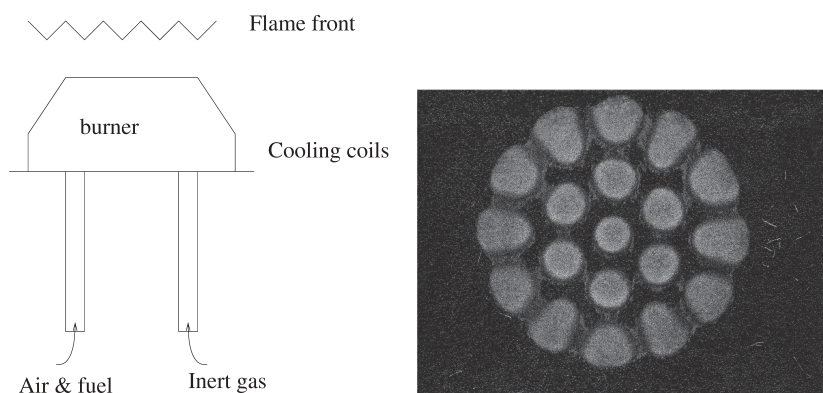 Flame front
burner
Cooling coils
Air & fuel
Inert gas